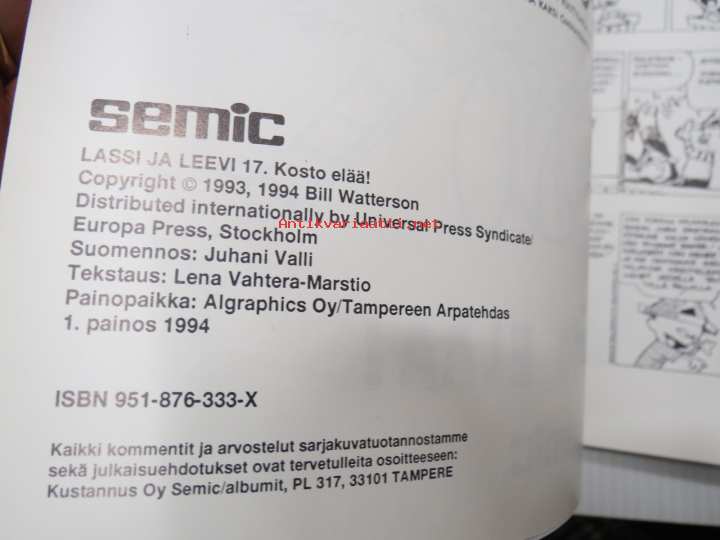 semic
LASSI JA LEEVI 17. Kosto elää!
Copyright © 1993, 1994 Bill Watterson
Distributed internationally by Universal Press Syndicate/
Antikvariaatti.net
Europa Press, Stockholm
Suomennos: Juhani Valli
Tekstaus: Lena Vahtera-Marstio
Painopaikka: Algraphics Oy/Tampereen Arpatehdas
1. painos 1994
ISBN 951-876-333-X
Kaikki kommentit ja arvostelut sarjakuvatuotannostamme
sekä julkaisuehdotukset ovat tervetulleita osoitteeseen:
Kustannus Oy Semic/albumit, PL 317, 33101 TAMPERE